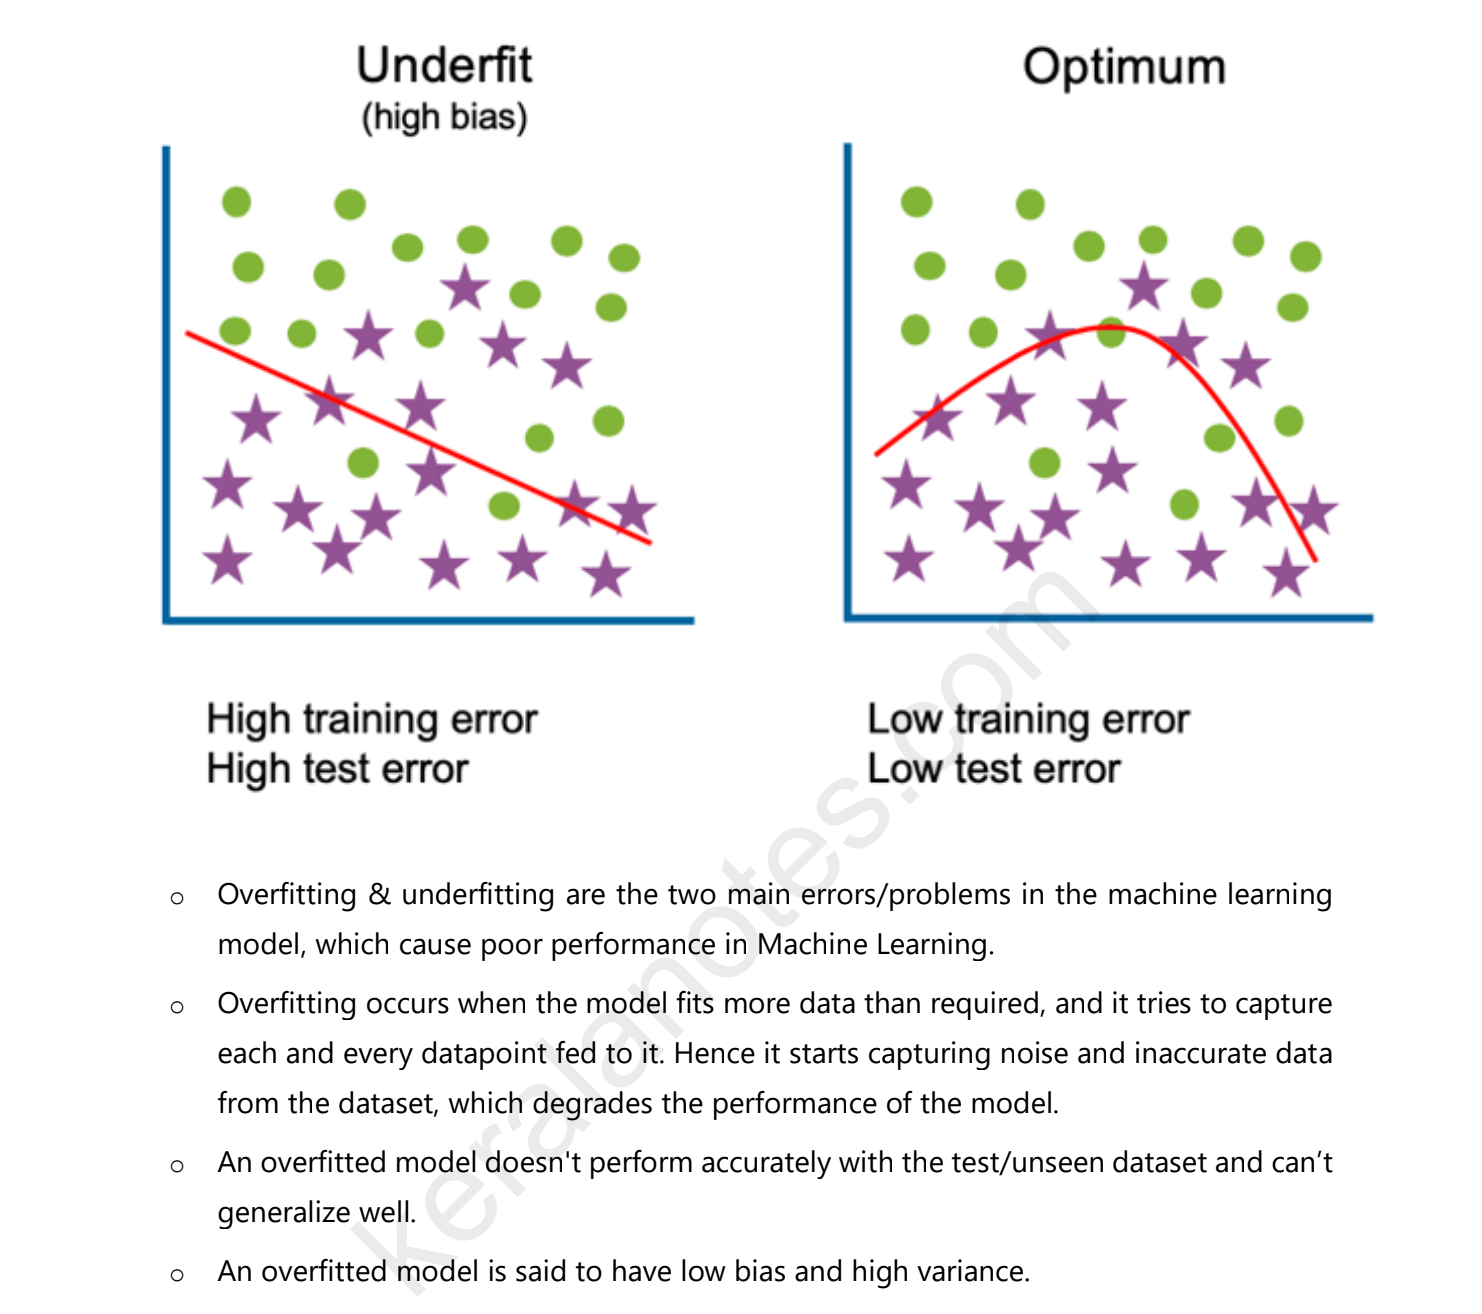 Underfit
(high bias)
Optimum
High training error
High test error
Low training error
Low test error
o Overfitting & underfitting are the two main errors/problems in the machine learning
model, which cause poor performance in Machine Learning.
o Overfitting occurs when the model fits more data than required, and it tries to capture
each and every datapoint fed to it. Hence it starts capturing noise and inaccurate data
from the dataset, which degrades the performance of the model.
o An overfitted model doesn't perform accurately with the test/unseen dataset and can’t
generalize well.
o An overfitted model is said to have low bias and high variance.
keralanotes.com